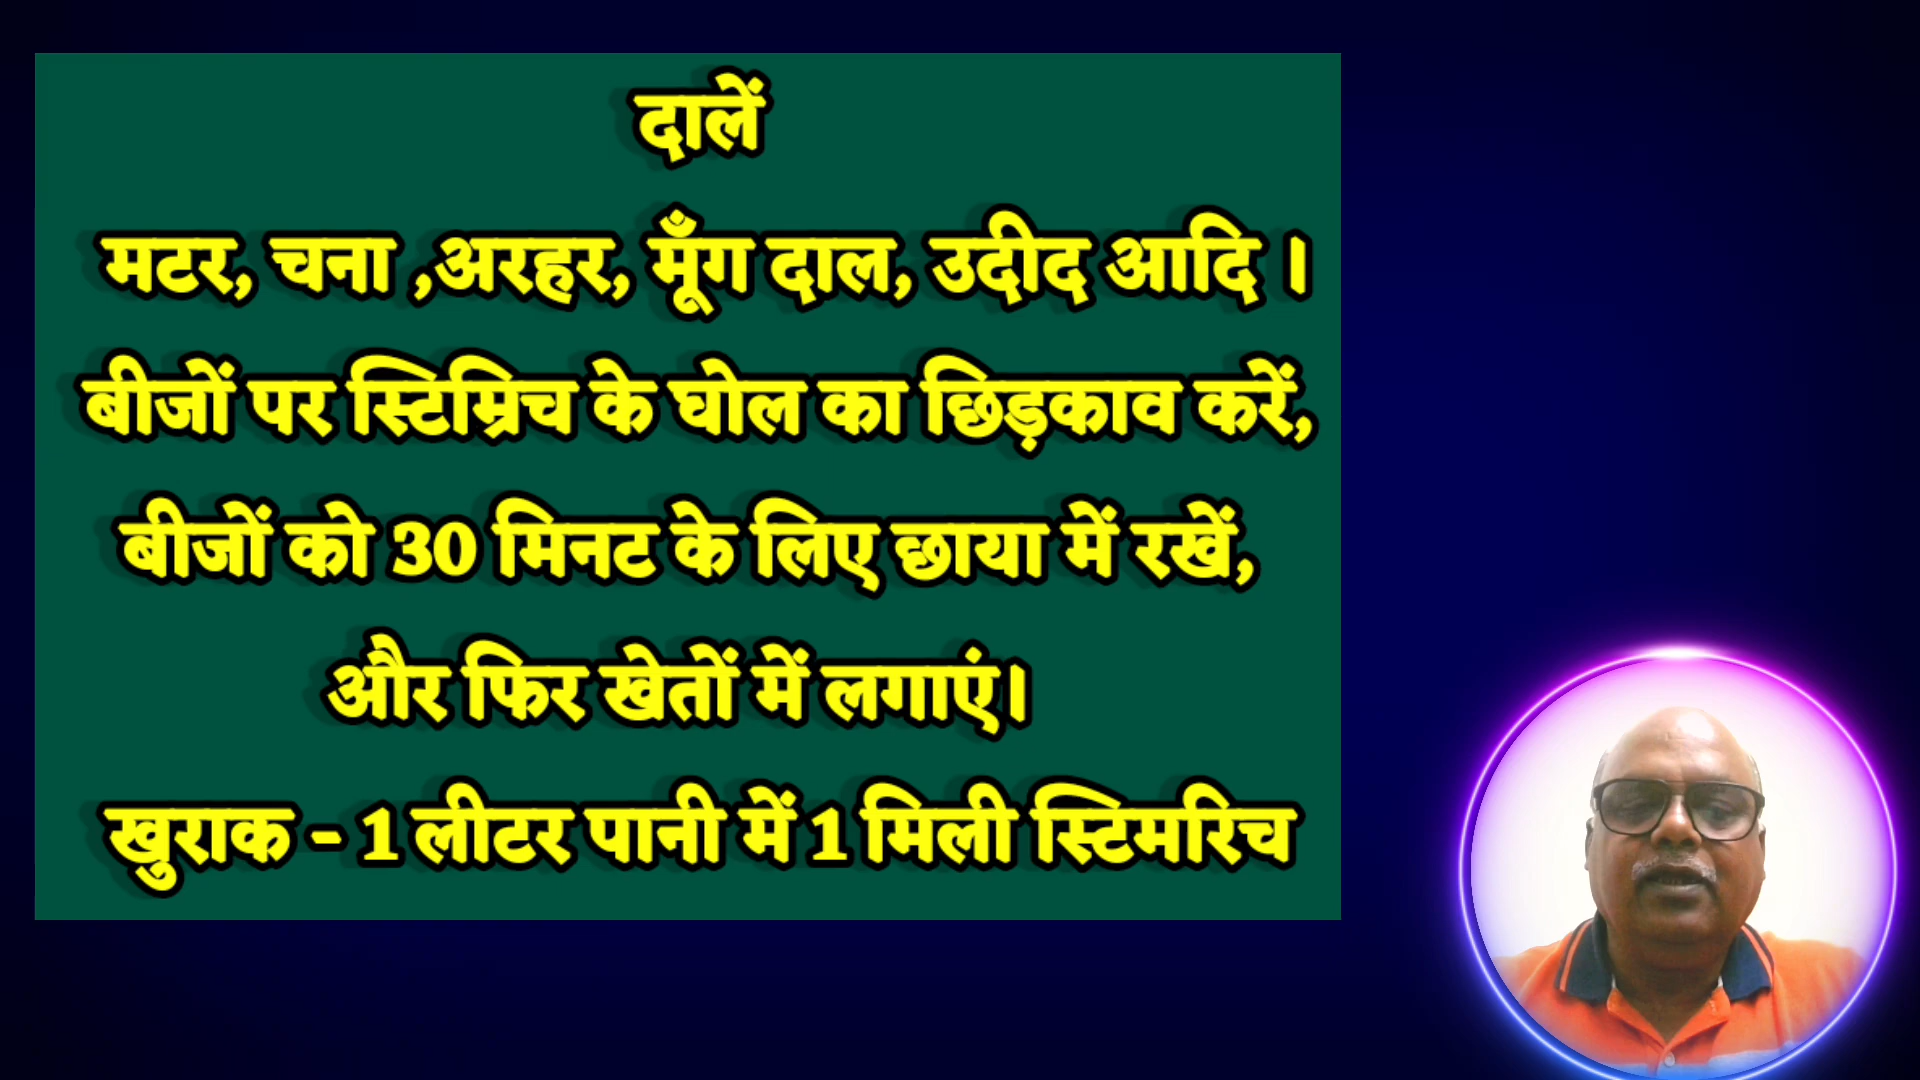 दालें
मटर, चना ,अरहर, मूँग दाल, उदीद आदि ।
बीजों पर स्टिम्रिच के घोल का छिड़काव करें,
बीजों को 30 मिनट के लिए छाया में रखें,
और फिर खेतों में लगाएं।
खुराक - 1 लीटर पानी में 1 मिली स्टिमरिच